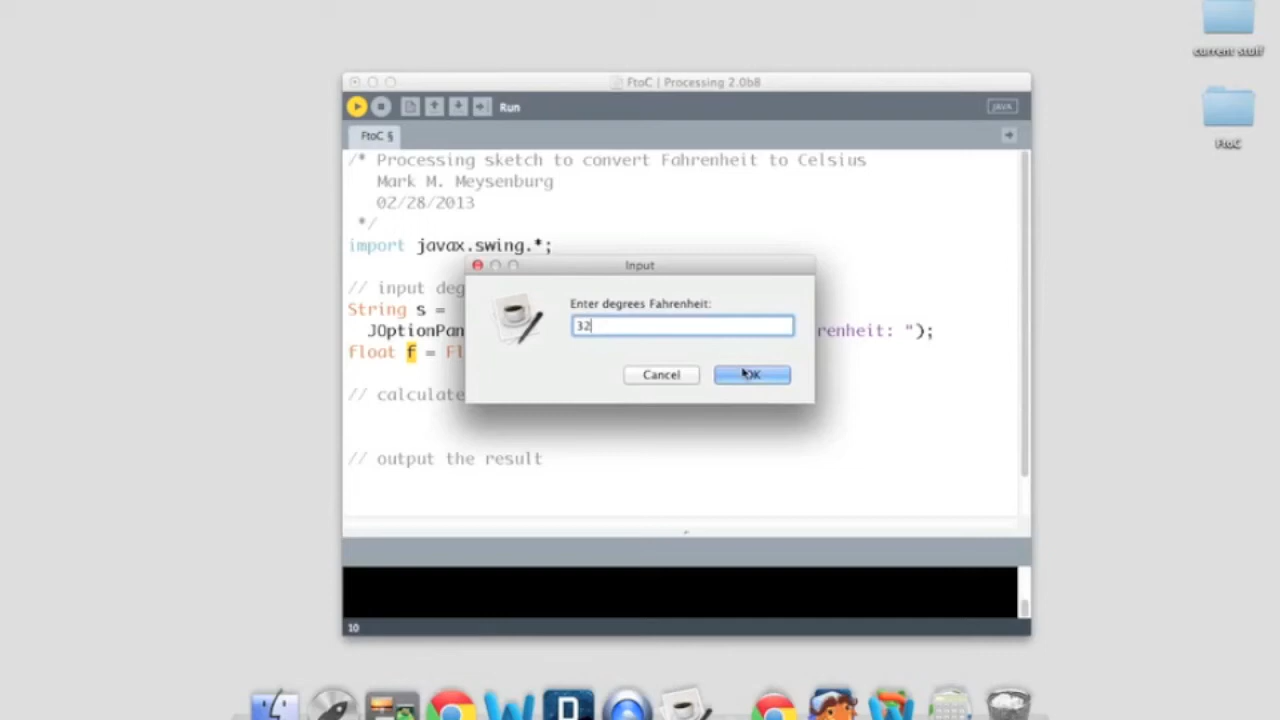 current stuff
FtoC | Processing 2.0b8
Run
JAVA
FtoC
FtoC §
/* Processing sketch to convert Fahrenheit to Celsius
Mark M. Meysenburg
02/28/2013
*/
import javax.swing.*;
Input
// input deg
Enter degrees Fahrenheit:
String s =
32
JOptionPan
renheit: ");
float f = Fl
Cancel
OK
// calculate
// output the result
10